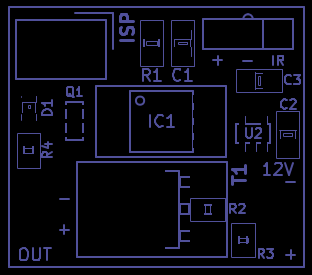 ISP
R1 C1
+ − IR
C3
Q1
D1
C2
IC1
U2
R4
12V
−
T1
−
R2
+
OUT
R3
+